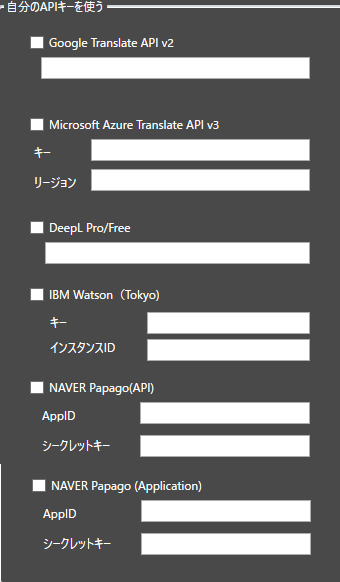 自分のAPIキーを使う
Google Translate API v2
Microsoft Azure Translate API v3
キー
リージョン
DeepL Pro/Free
IBM Watson（Tokyo)
キー
インスタンスID
NAVER Papago(API)
AppID
シークレットキー
NAVER Papago (Application)
AppID
シークレットキー